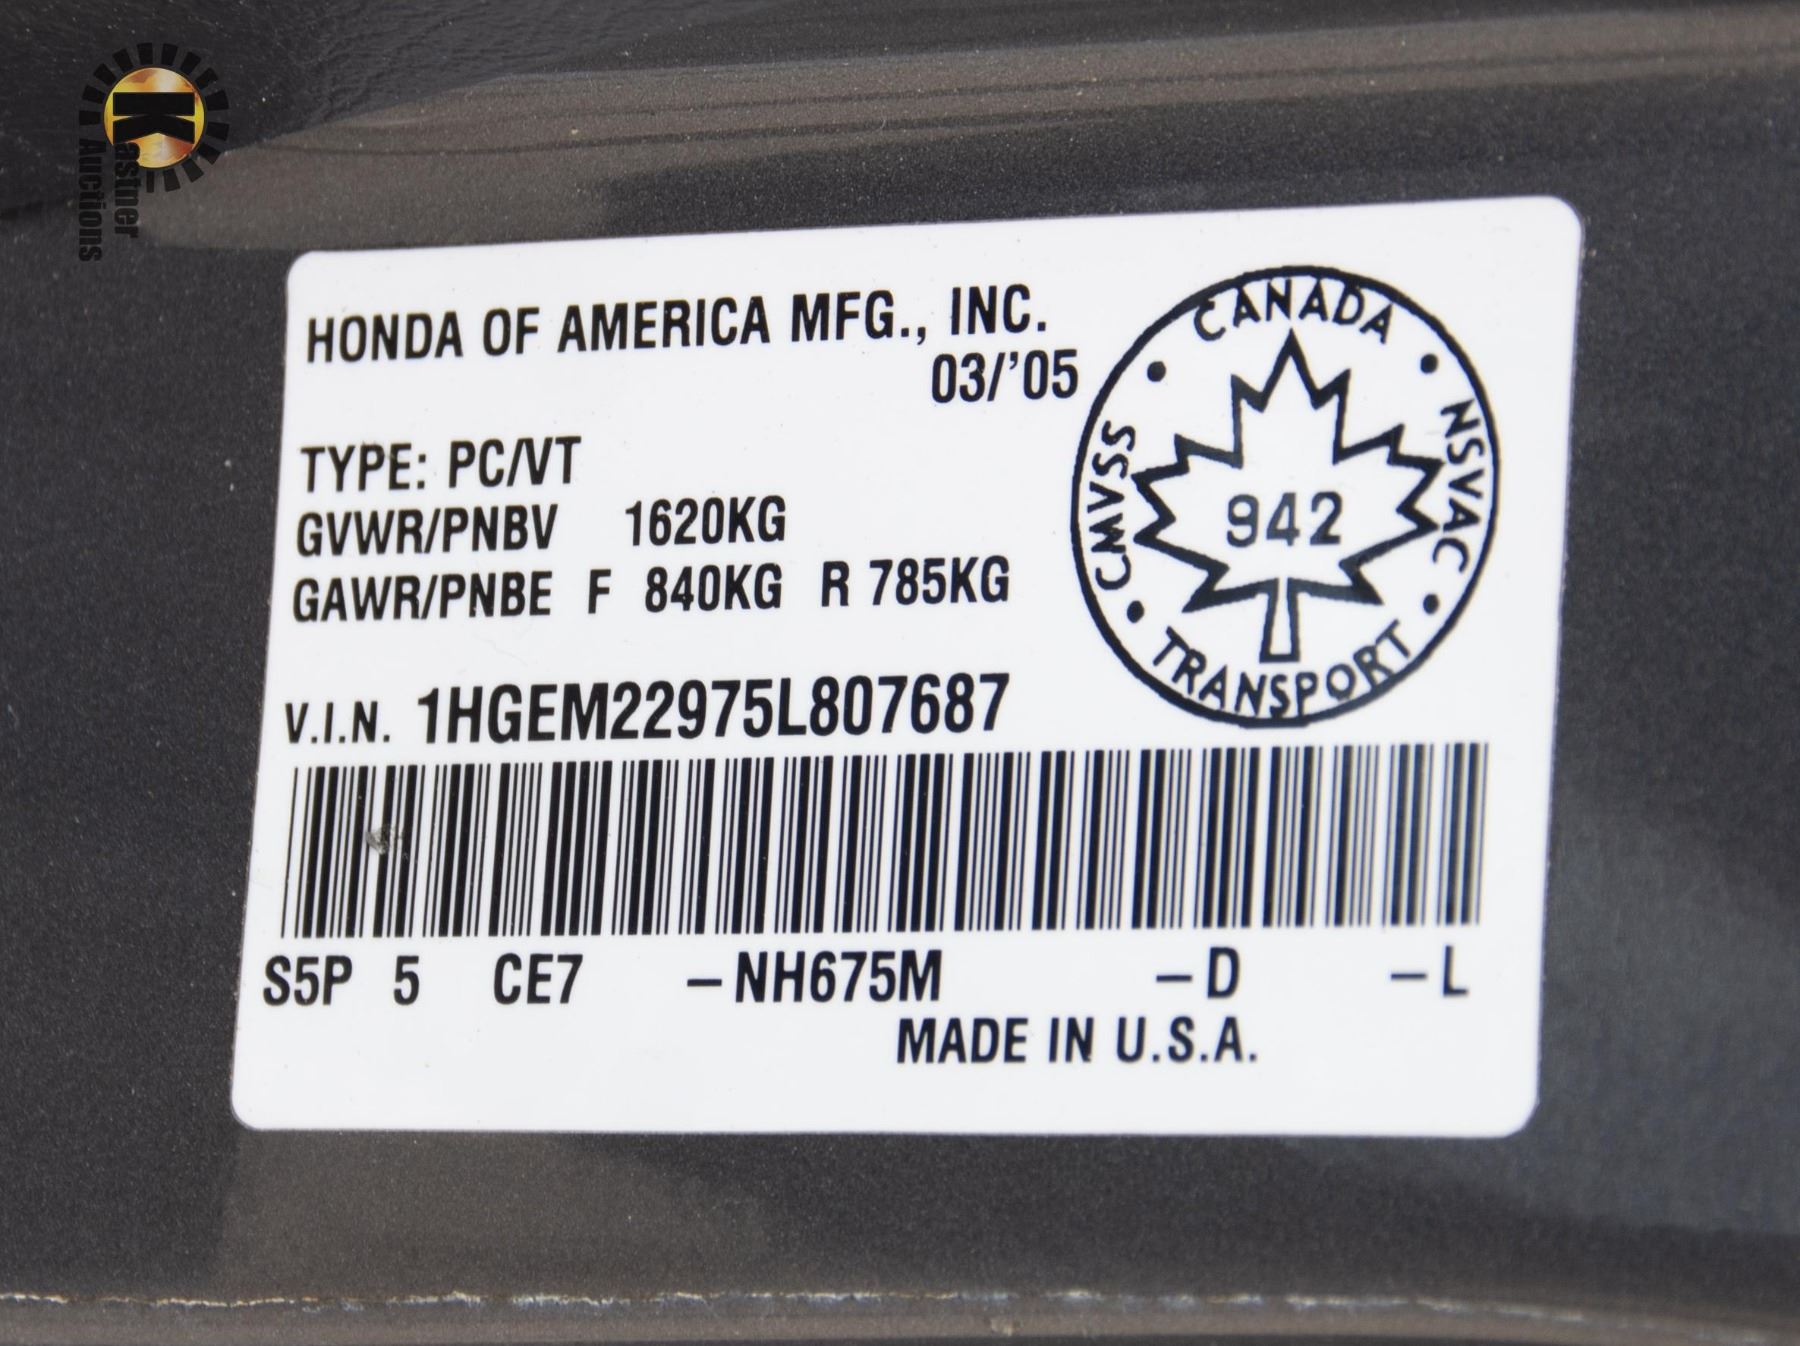 Kastner
Auctions
HONDA OF AMERICA MFG., INC.
03/'05
TYPE: PC/VT
GVWR/PNBV 1620KG
GAWR/PNBE F 840KG R 785KG
V.I.N. 1HGEM22975L807687
CANADA
NSVAC
TRANSPORT
CMVSS
942
S5P 5 CE7 –NH675M –D –L
MADE IN U.S.A.